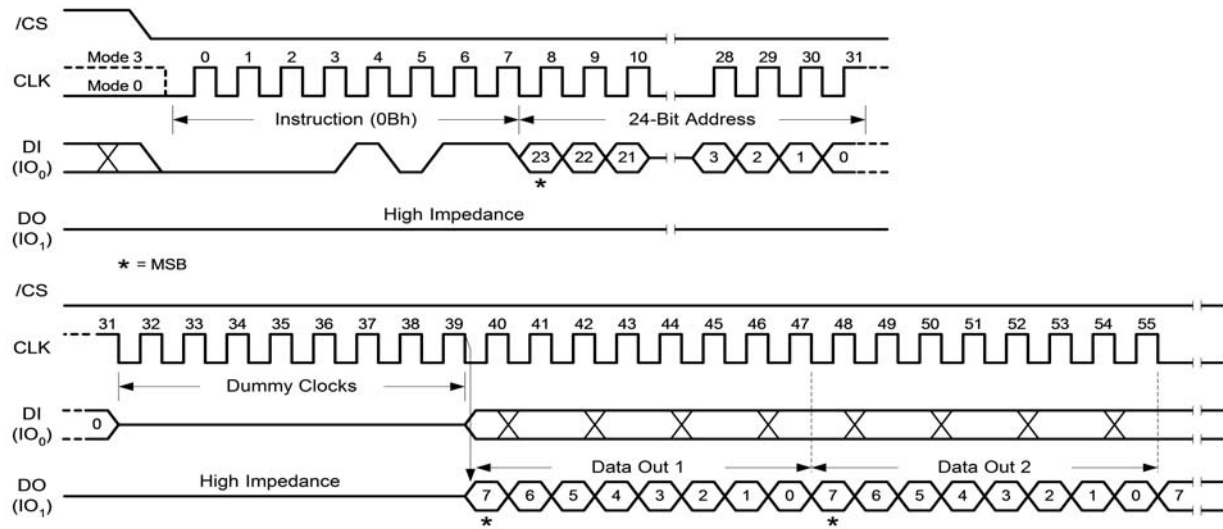 /CS
Mode 3 0 1 2 3 4 5 6 7 8 9 10 28 29 30 31
CLK
Mode 0
Instruction (0Bh) 24-Bit Address
DI
(IO0) 23 22 21 3 2 1 0
*
DO High Impedance
(IO1)
* = MSB
/CS
31 32 33 34 35 36 37 38 39 40 41 42 43 44 45 46 47 48 49 50 51 52 53 54 55
CLK
Dummy Clocks
DI
(IO0) 0
High Impedance Data Out 1 Data Out 2
DO
(IO1) 7 6 5 4 3 2 1 0 7 6 5 4 3 2 1 0 7
* *